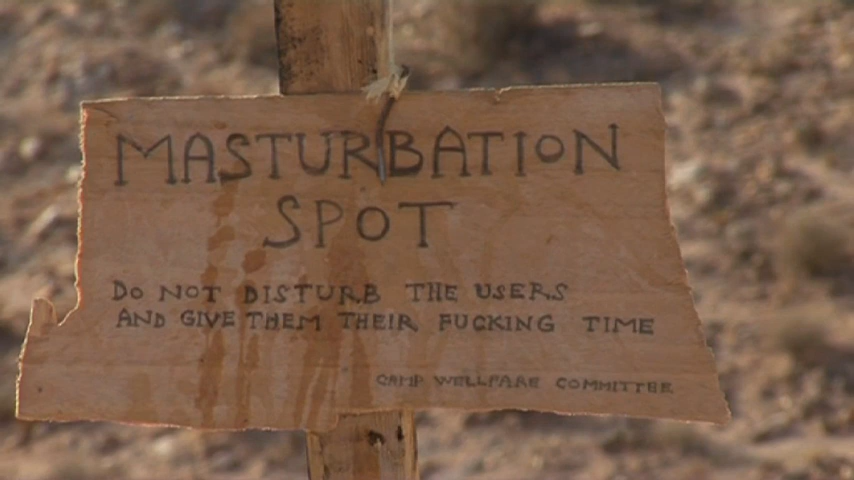 MASTURBATION
SPOT
DO NOT DISTURB THE USERS
AND GIVE THEM THEIR FUCKING TIME
CAMP WELLFARE COMMITTEE